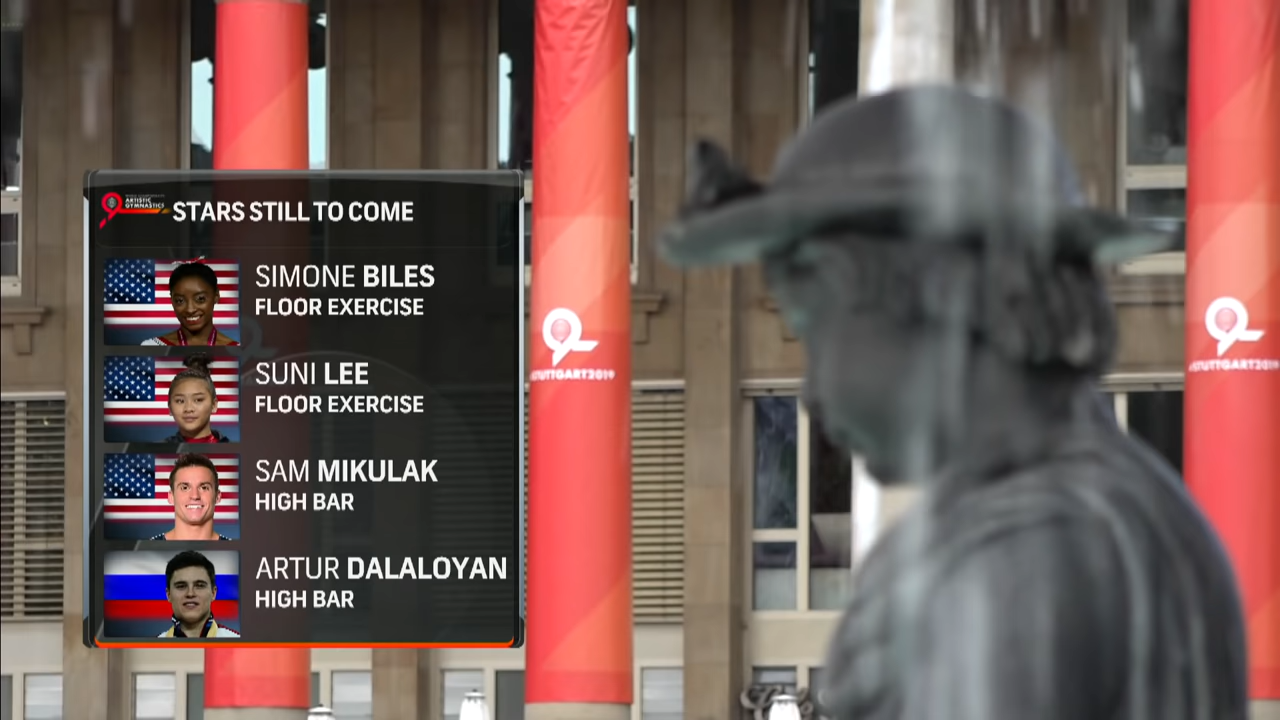 ARTISTIC
GYMNASTICS
STARS STILL TO COME
SIMONE BILES
FLOOR EXERCISE
SUNI LEE
FLOOR EXERCISE
SAM MIKULAK
HIGH BAR
ARTUR DALALOYAN
HIGH BAR
STUTTGART2019
#STUTTGART2019